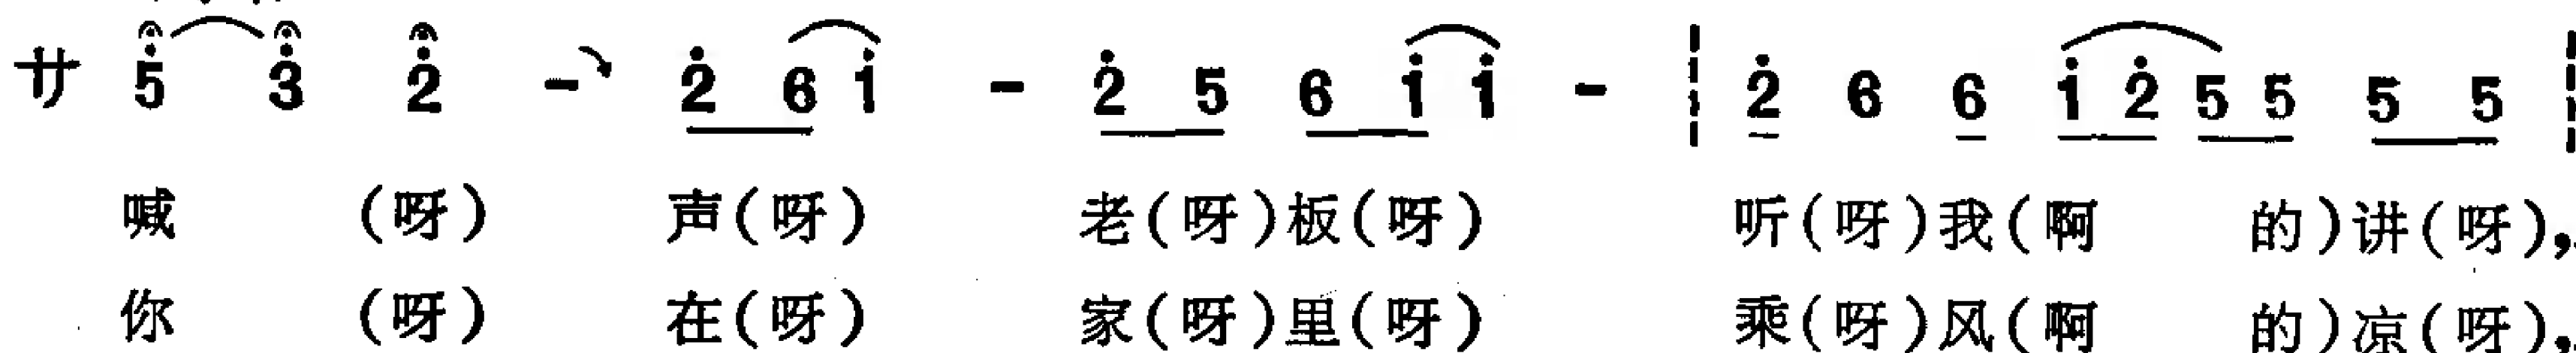 サ 5̇ 3̇ 2̇ - 2̇ 6 1̇ - 2̇ 5 6 1̇ 1̇ - ┊ 2̇ 6 6 1̇ 2̇ 5 5 5 5 ┊
喊 (呀) 声(呀) 老(呀)板(呀) 听(呀)我(啊 的)讲(呀),
你 (呀) 在(呀) 家(呀)里(呀) 乘(呀)风(啊 的)凉(呀),